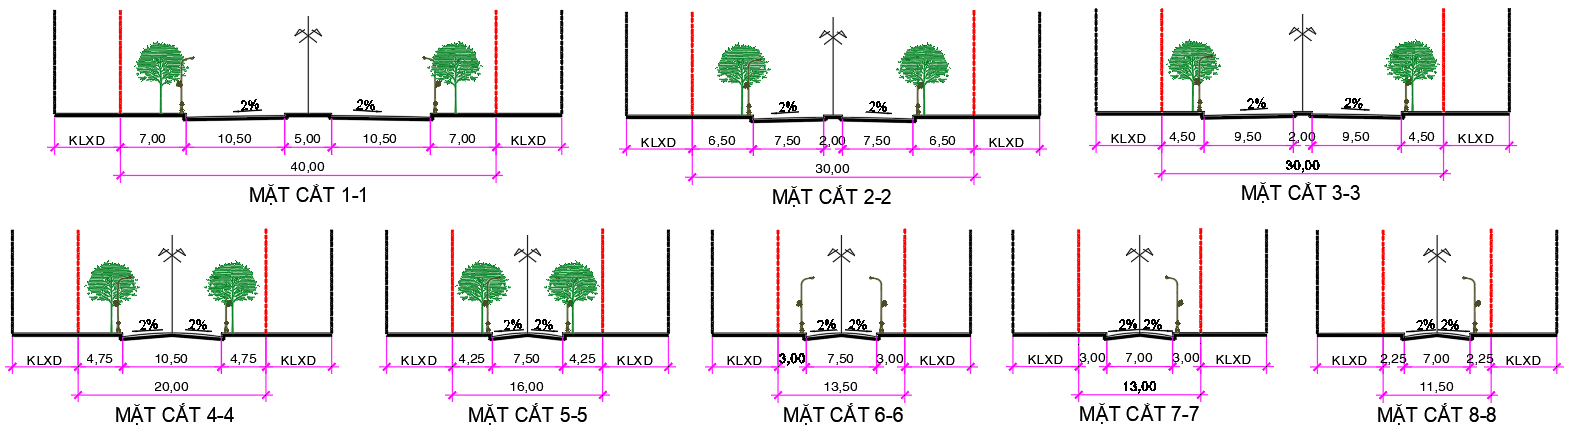 2% 2%
KLXD 7,00 10,50 5,00 10,50 7,00 KLXD
40,00
MẶT CẮT 1-1
2% 2%
KLXD 6,50 7,50 2,00 7,50 6,50 KLXD
30,00
MẶT CẮT 2-2
2% 2%
KLXD 4,50 9,50 2,00 9,50 4,50 KLXD
30,00
MẶT CẮT 3-3
2% 2%
KLXD 4,75 10,50 4,75 KLXD
20,00
MẶT CẮT 4-4
2% 2%
KLXD 4,25 7,50 4,25 KLXD
16,00
MẶT CẮT 5-5
2% 2%
KLXD 3,00 7,50 3,00 KLXD
13,50
MẶT CẮT 6-6
2% 2%
KLXD 3,00 7,00 3,00 KLXD
13,00
MẶT CẮT 7-7
2% 2%
KLXD 2,25 7,00 2,25 KLXD
11,50
MẶT CẮT 8-8